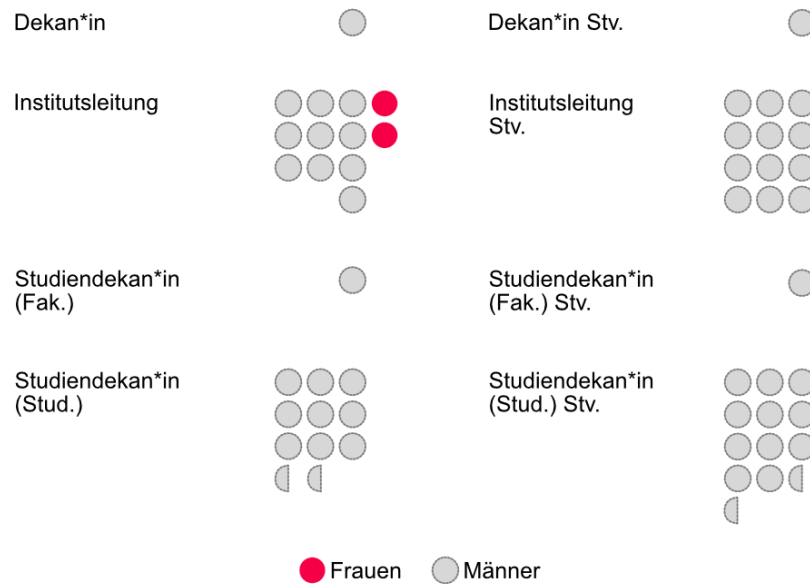 Dekan*in
Dekan*in Stv.
Institutsleitung
Institutsleitung
Stv.
Studiendekan*in
(Fak.)
Studiendekan*in
(Fak.) Stv.
Studiendekan*in
(Stud.)
Studiendekan*in
(Stud.) Stv.
Frauen
Männer